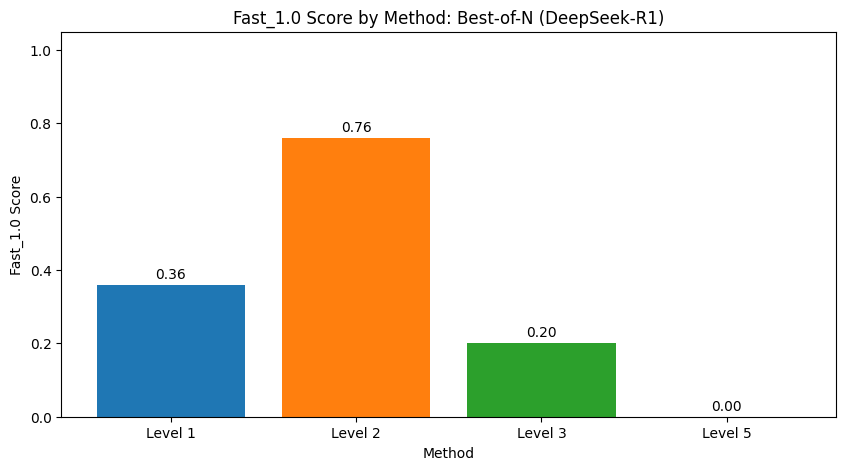 Fast_1.0 Score by Method: Best-of-N (DeepSeek-R1)
Fast_1.0 Score
1.0
0.8
0.6
0.4
0.2
0.0
0.36
0.76
0.20
0.00
Level 1
Level 2
Level 3
Level 5
Method